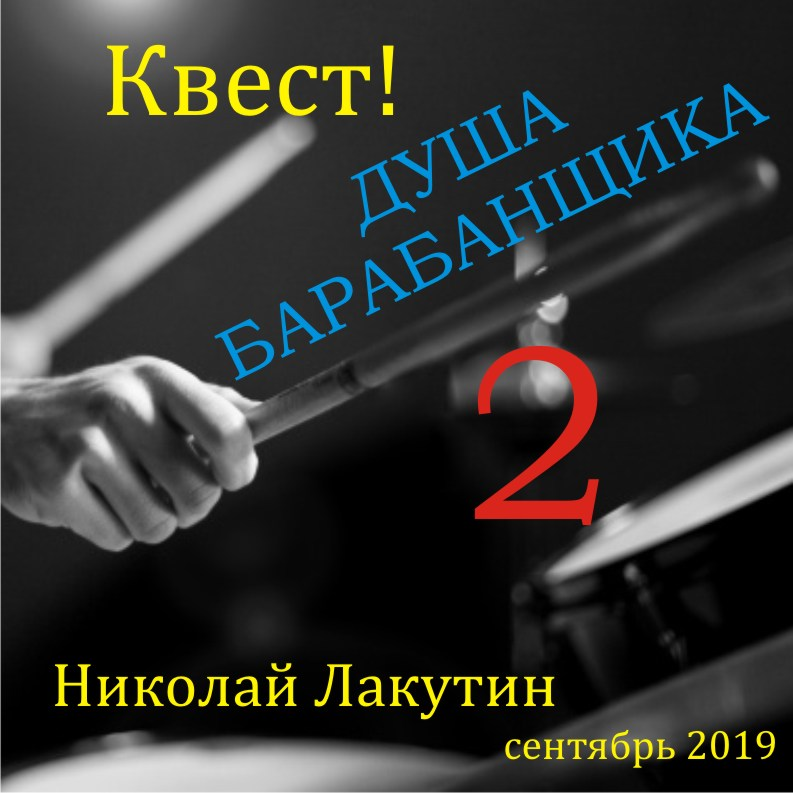 Квест!
ДУША
БАРАБАНЩИКА
2
Николай Лакутин
сентябрь 2019